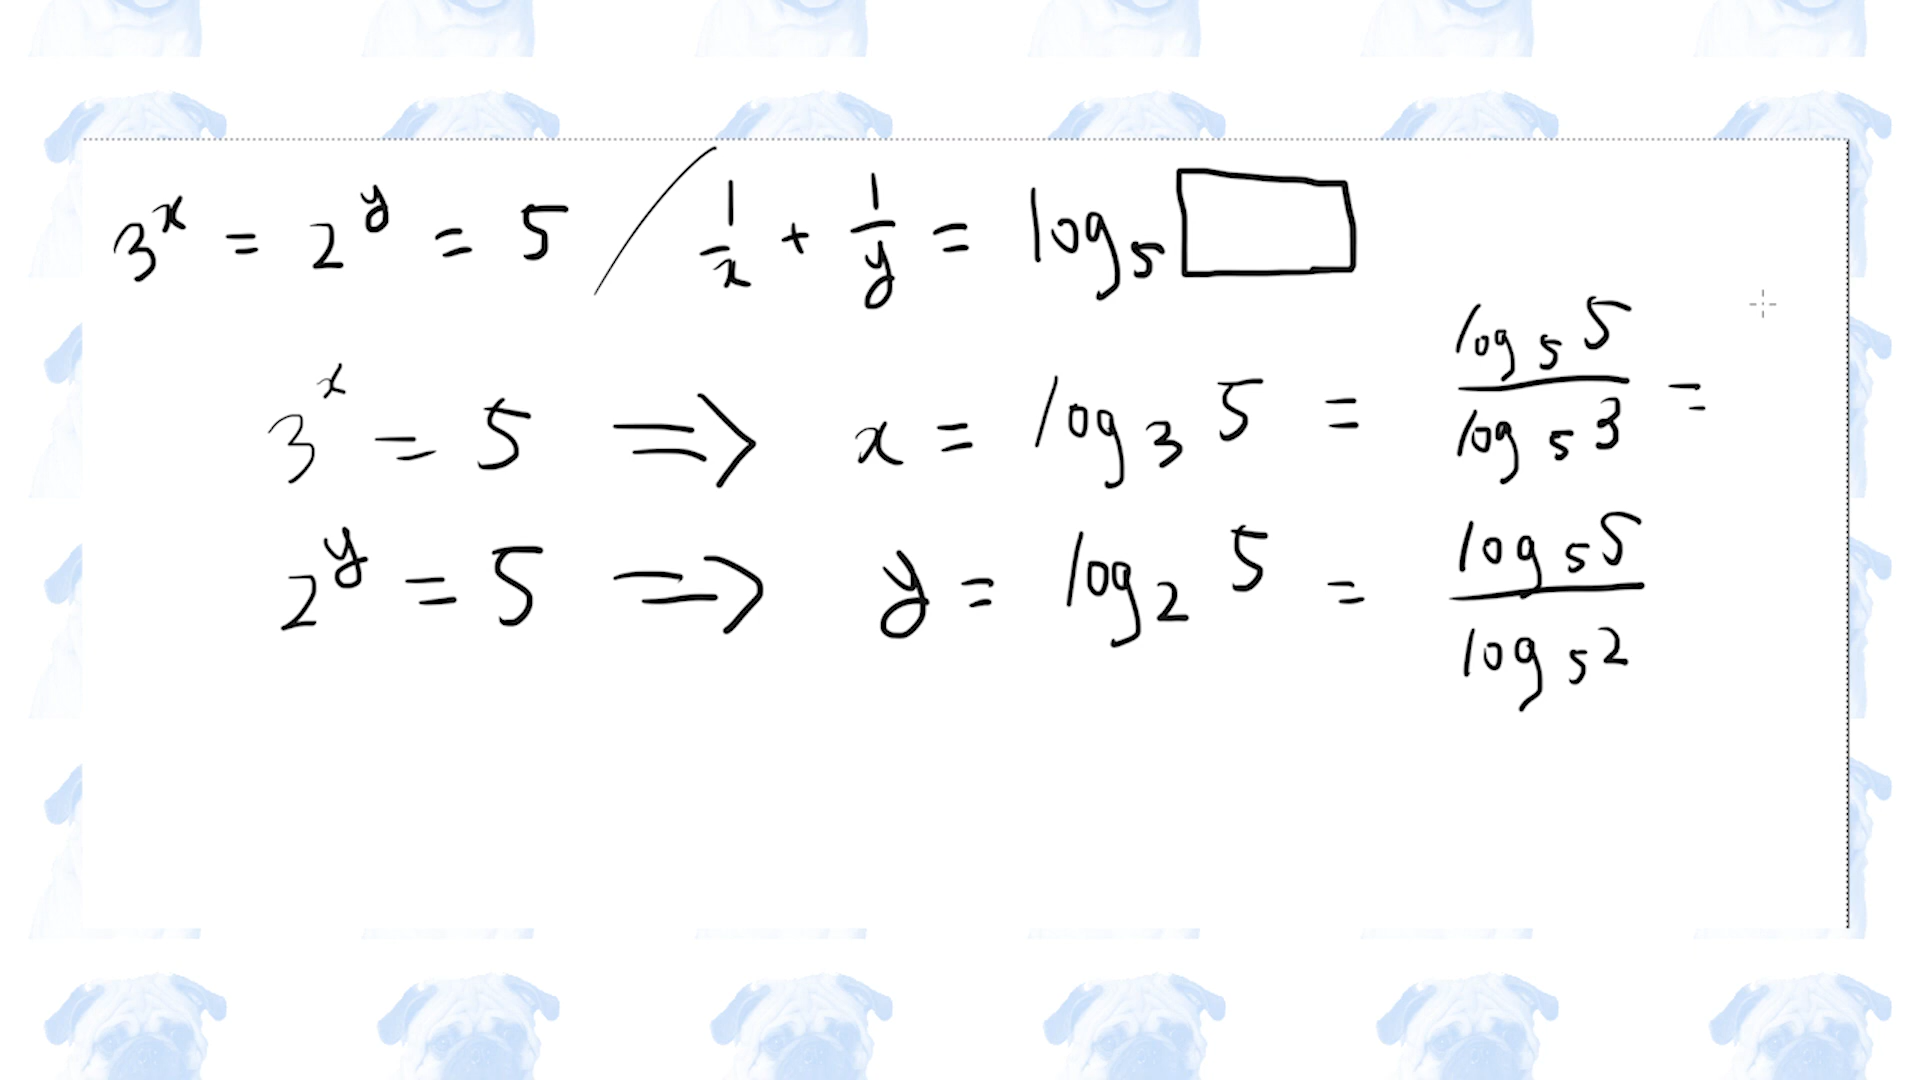 3^x = 2^y = 5 / 1/x + 1/y = log_5 □
3^x = 5 ⇒ x = log_3 5 = log_5 5 / log_5 3 =
2^y = 5 ⇒ y = log_2 5 = log_5 5 / log_5 2